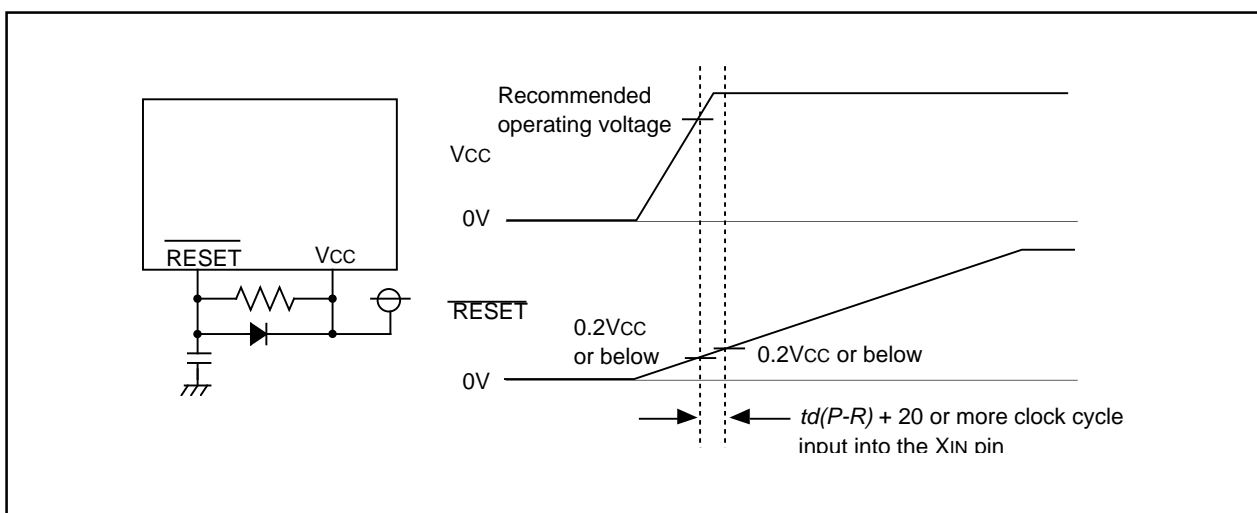 RESET
VCC
Recommended
operating voltage
VCC
0V
RESET
0.2VCC
or below
0.2VCC or below
0V
td(P-R) + 20 or more clock cycle
input into the XIN pin